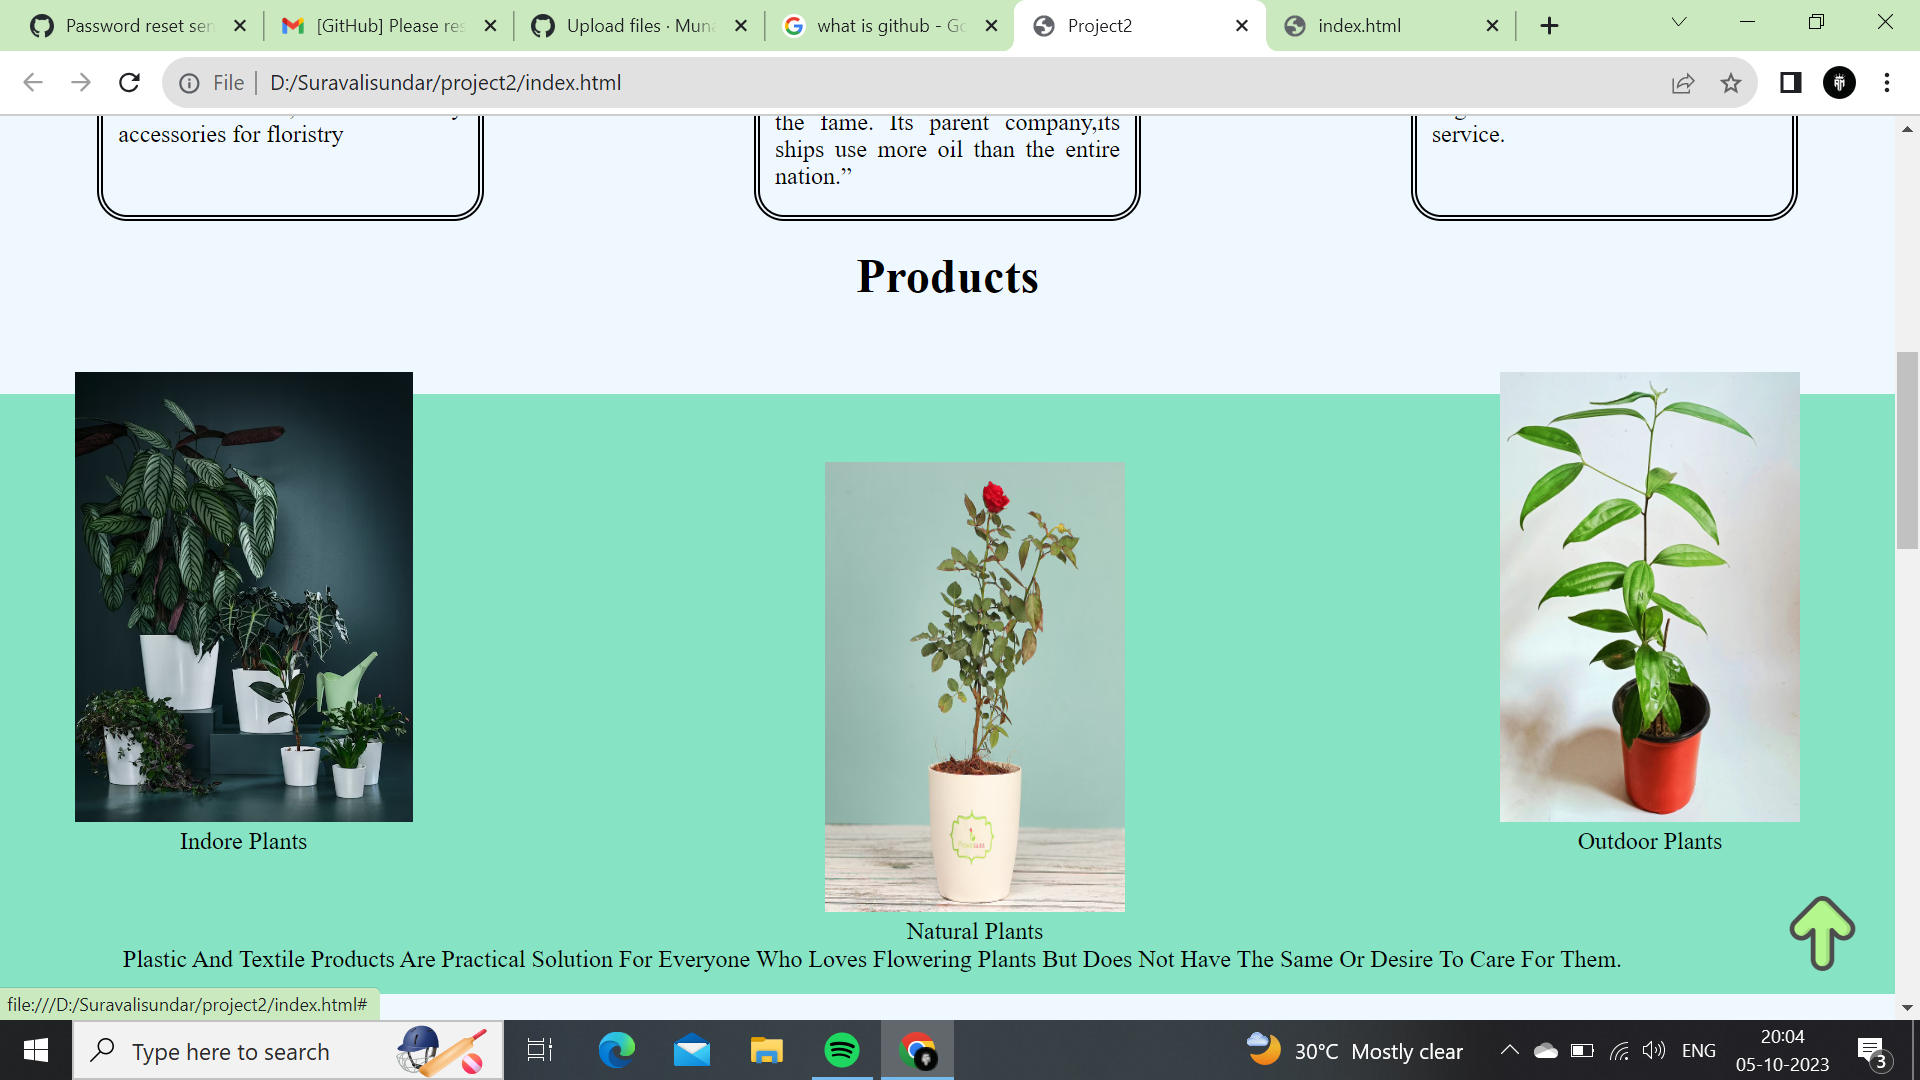 Password reset sen
[GitHub] Please res
Upload files · Muna
what is github - Go
Project2
index.html
File
D:/Suravalisundar/project2/index.html
accessories for floristry
the fame. Its parent company,its
ships use more oil than the entire
nation.”
service.
Products
Indore Plants
Natural Plants
Outdoor Plants
Plastic And Textile Products Are Practical Solution For Everyone Who Loves Flowering Plants But Does Not Have The Same Or Desire To Care For Them.
file:///D:/Suravalisundar/project2/index.html#
Type here to search
30°C Mostly clear
ENG
20:04
05-10-2023
3